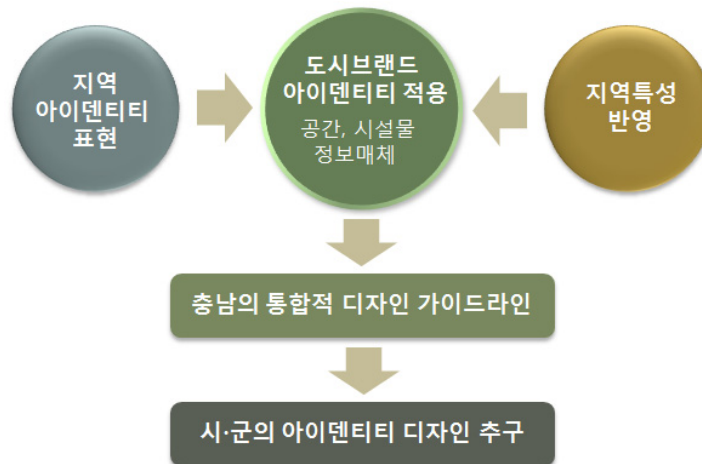 지역
아이덴티티
표현
도시브랜드
아이덴티티 적용
공간, 시설물
정보매체
지역특성
반영
충남의 통합적 디자인 가이드라인
시·군의 아이덴티티 디자인 추구